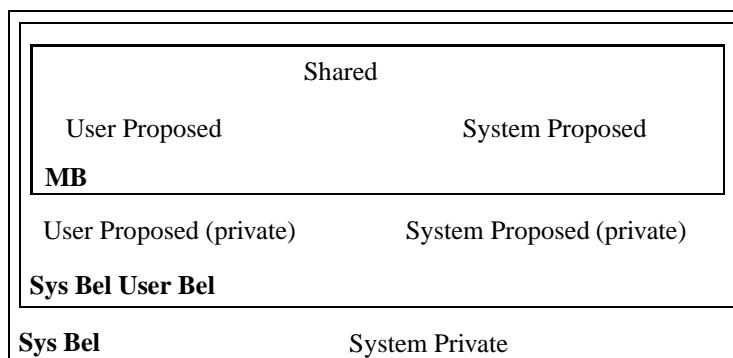 Shared
User Proposed System Proposed
MB
User Proposed (private) System Proposed (private)
Sys Bel User Bel
Sys Bel System Private